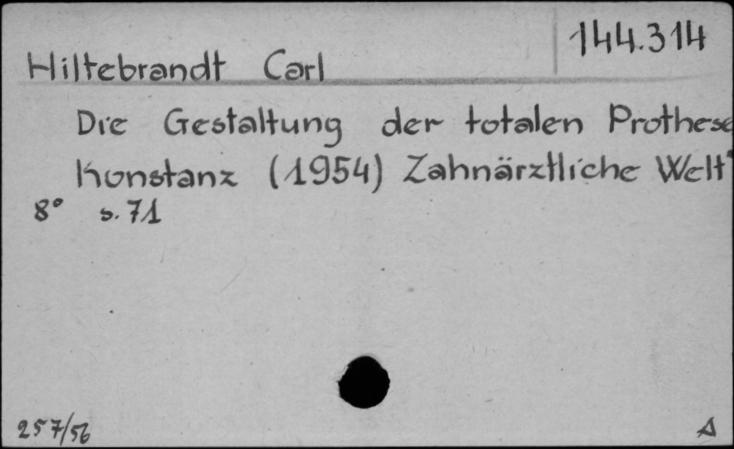 144.314
Hiltebrandt Carl
Die Gestaltung der totalen Prothese
Konstanz (1954) Zahnärztliche Welt"
8° s. 71
257/56
A